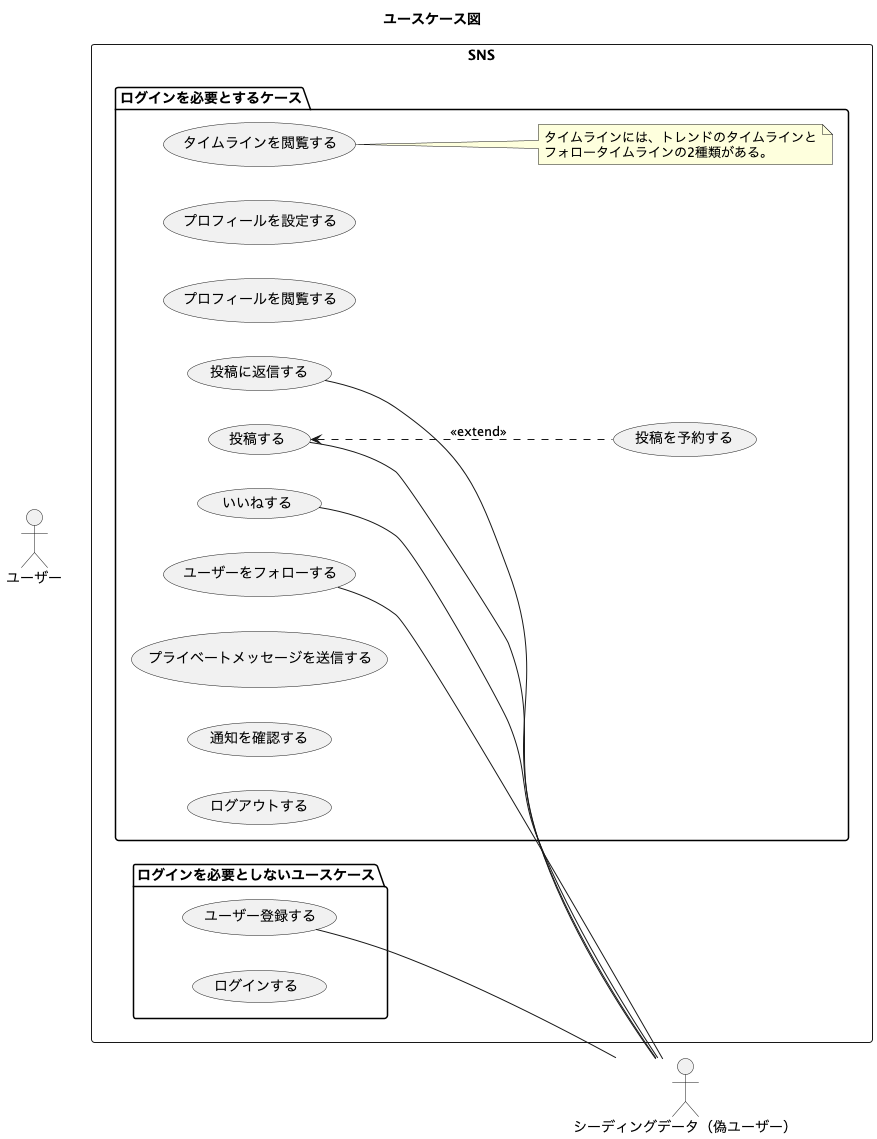 ユースケース図
SNS
ログインを必要とするケース
タイムラインを閲覧する
タイムラインには、トレンドのタイムラインと
フォロータイムラインの2種類がある。
プロフィールを設定する
プロフィールを閲覧する
投稿に返信する
投稿する
«extend»
投稿を予約する
いいねする
ユーザーをフォローする
ユーザー
プライベートメッセージを送信する
通知を確認する
ログアウトする
ログインを必要としないユースケース
ユーザー登録する
ログインする
シーディングデータ（偽ユーザー）